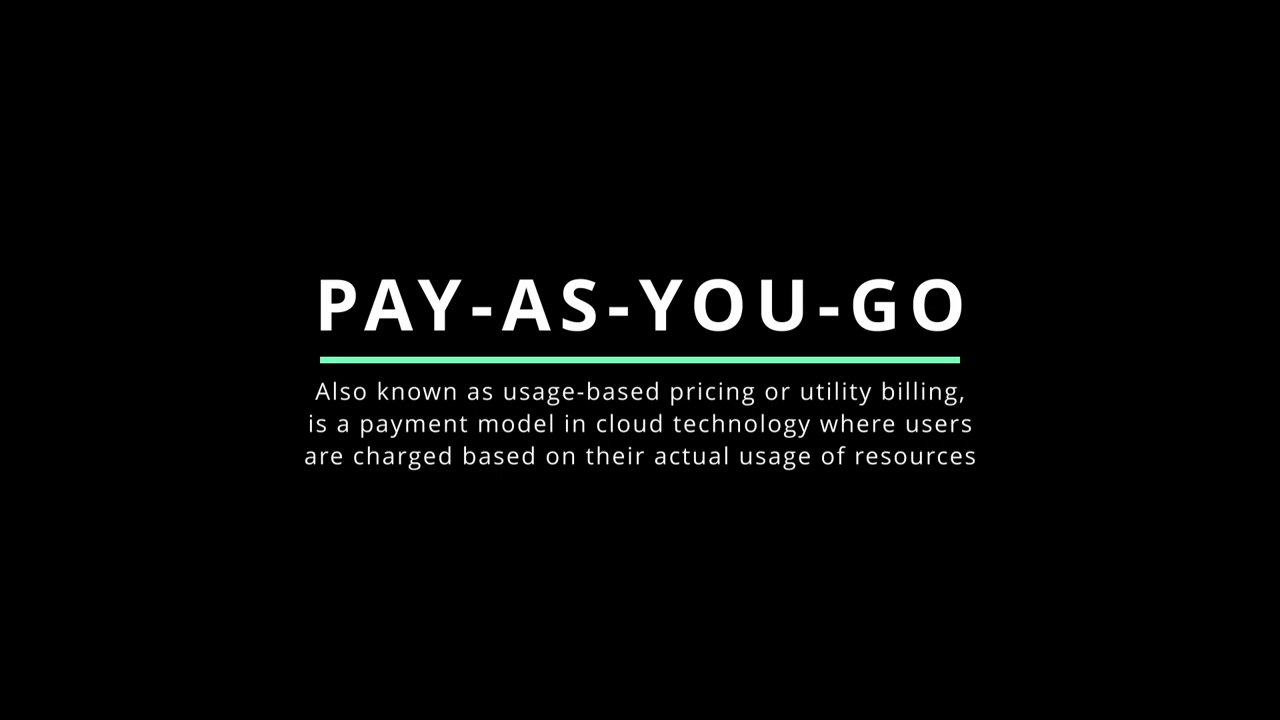 PAY-AS-YOU-GO
Also known as usage-based pricing or utility billing,
is a payment model in cloud technology where users
are charged based on their actual usage of resources